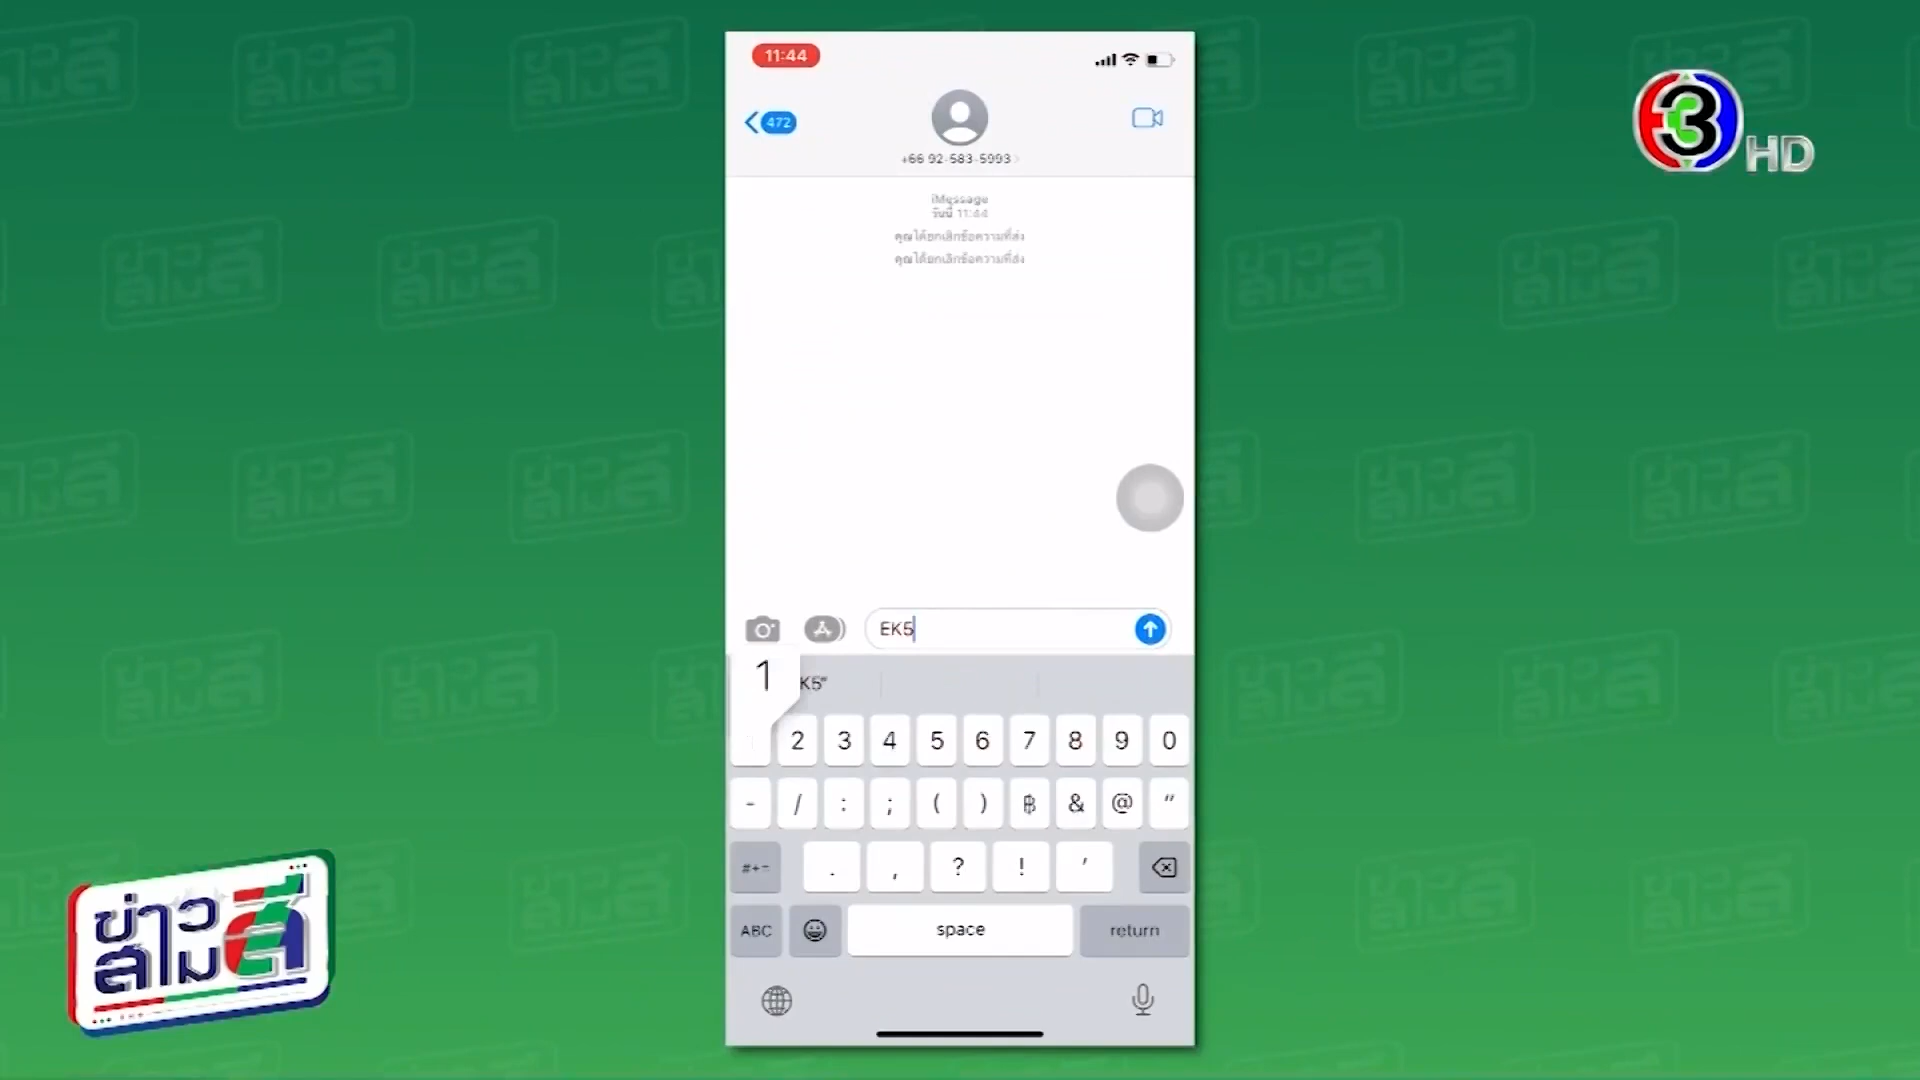 11:44
3 HD
472
+66 92-583-5993
iMessage
วันนี้ 11:44
คุณได้ยกเลิกข้อความที่ส่ง
คุณได้ยกเลิกข้อความที่ส่ง
EK5
1
K5”
2 3 4 5 6 7 8 9 0
- / : ; ( ) ฿ & @ ”
#+= . , ? ! ’
ABC space return
ข่าว
สามสี